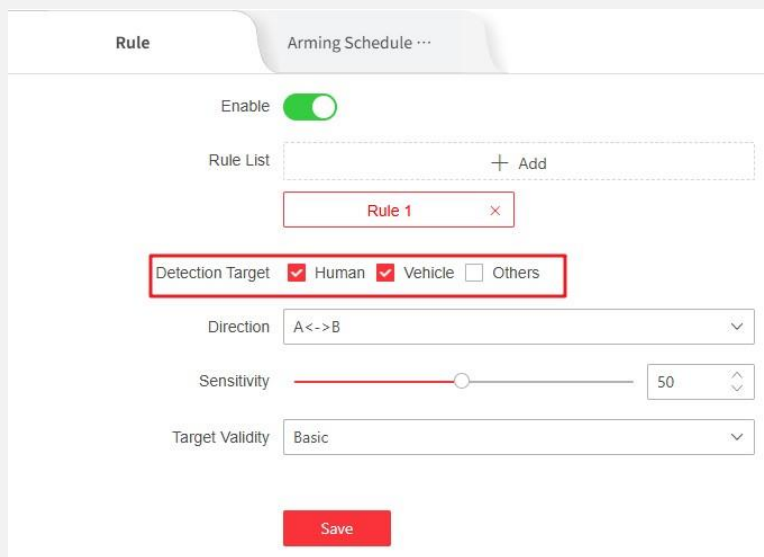 Rule Arming Schedule ···
Enable
Rule List + Add
Rule 1 ×
Detection Target Human Vehicle Others
Direction A<->B
Sensitivity 50
Target Validity Basic
Save